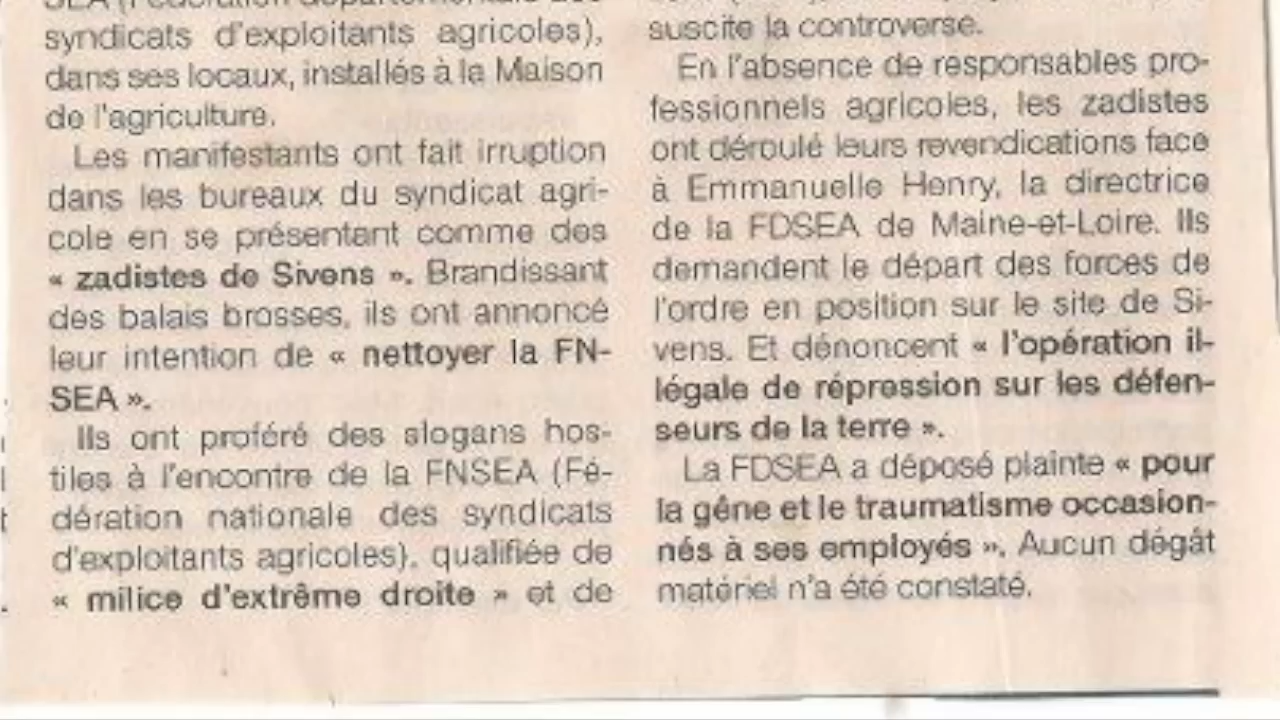 syndicats d'exploitants agricoles),
dans ses locaux, installés à la Maison
de l'agriculture.
Les manifestants ont fait irruption
dans les bureaux du syndicat agri-
cole en se présentant comme des
« zadistes de Sivens ». Brandissant
des balais brosses, ils ont annoncé
leur intention de « nettoyer la FN-
SEA ».
Ils ont proféré des slogans hos-
tiles à l'encontre de la FNSEA (Fé-
dération nationale des syndicats
d'exploitants agricoles), qualifiée de
« milice d'extrême droite » et de
suscite la controverse.
En l'absence de responsables pro-
fessionnels agricoles, les zadistes
ont déroulé leurs revendications face
à Emmanuelle Henry, la directrice
de la FDSEA de Maine-et-Loire. Ils
demandent le départ des forces de
l'ordre en position sur le site de Si-
vens. Et dénoncent « l'opération il-
légale de répression sur les défen-
seurs de la terre ».
La FDSEA a déposé plainte « pour
la gêne et le traumatisme occasion-
nés à ses employés ». Aucun dégât
matériel n'a été constaté.